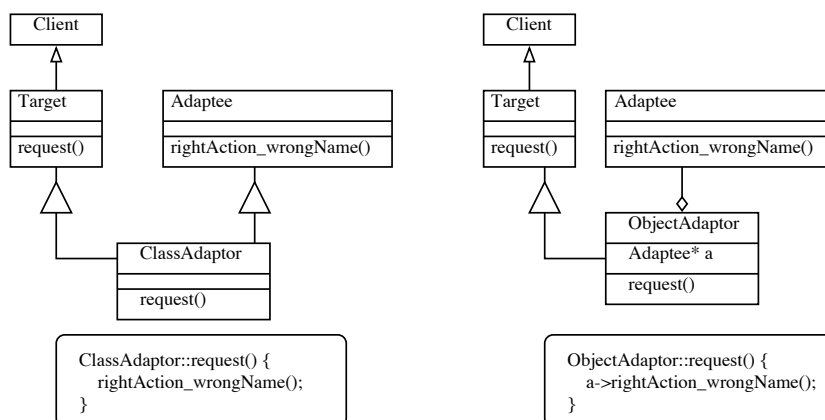 Client
Target
request()
Adaptee
rightAction_wrongName()
ClassAdaptor
request()
ClassAdaptor::request() {
rightAction_wrongName();
}
Client
Target
request()
Adaptee
rightAction_wrongName()
ObjectAdaptor
Adaptee* a
request()
ObjectAdaptor::request() {
a->rightAction_wrongName();
}